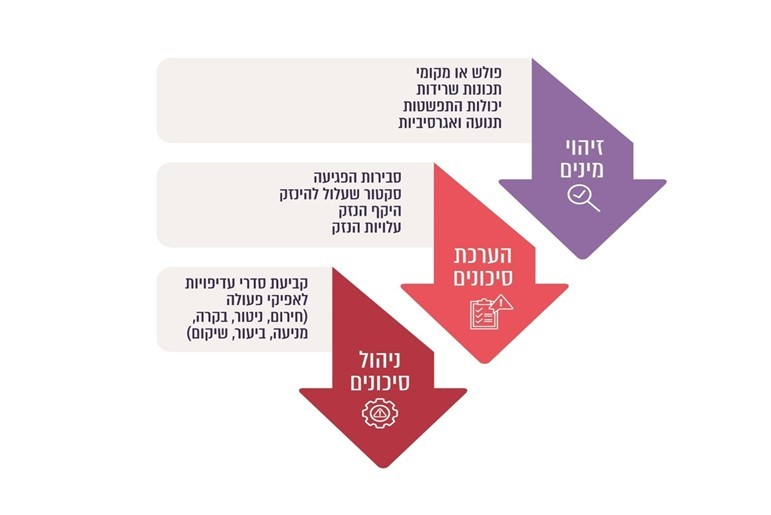 פולש או מקומי
תכונות שרידות
יכולות התפשטות
תנועה ואגרסיביות
זיהוי
מינים
סבירות הפגיעה
סקטור שעלול להינזק
היקף הנזק
עלויות הנזק
הערכת
סיכונים
קביעת סדרי עדיפויות
לאפיקי פעולה
(חירום, ניטור, בקרה,
מניעה, ביעור, שיקום)
ניהול
סיכונים